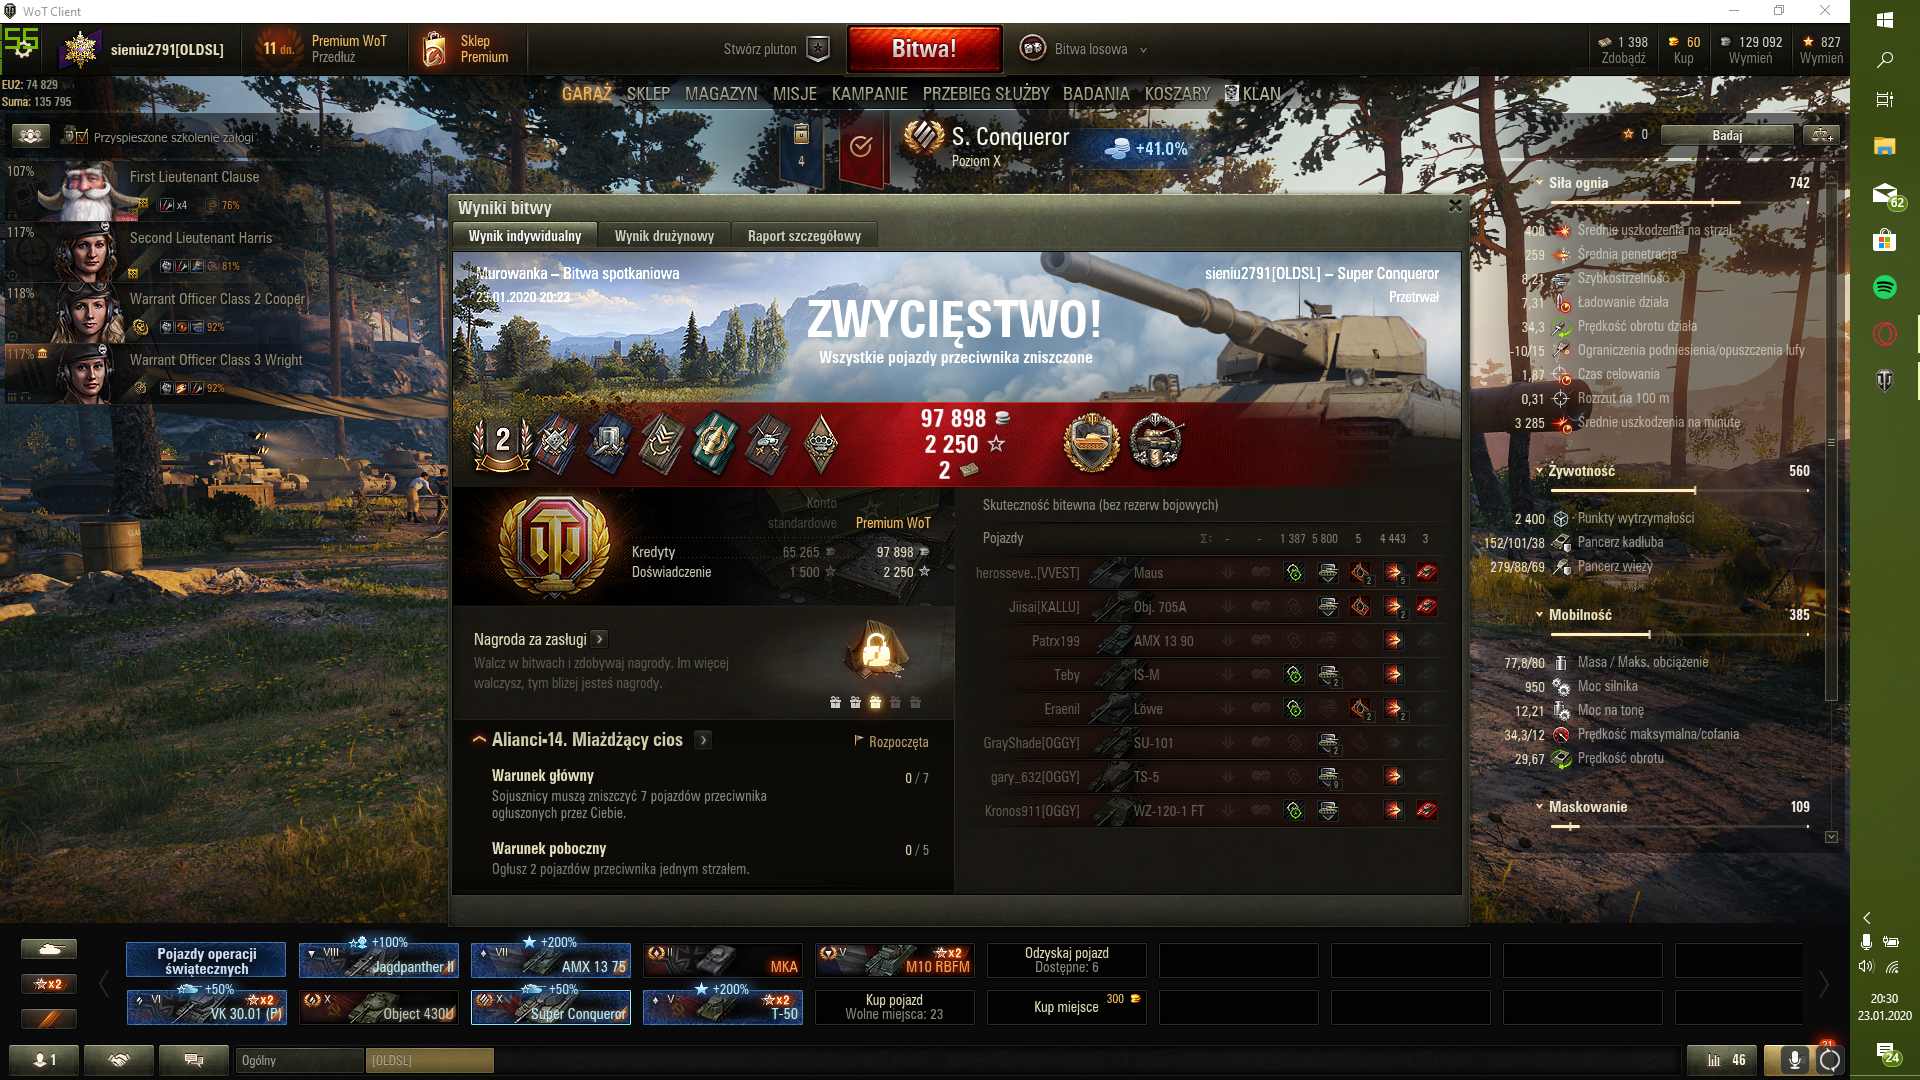 WoT Client
55
sieniu2791[OLDSL]
11 dn.
Premium WoT
Przedłuż
Sklep
Premium
Stwórz pluton
Bitwa!
Bitwa losowa
1 398
Zdobądź
60
Kup
129 092
Wymień
827
Wymień
EU2: 74 829
Suma: 135 795
GARAŻ
SKLEP
MAGAZYN
MISJE
KAMPANIE
PRZEBIEG SŁUŻBY
BADANIA
KOSZARY
KLAN
Przyspieszone szkolenie załogi
4
S. Conqueror
Poziom X
+41.0%
0
Badaj
107%
First Lieutenant Clause
x4
76%
117%
Second Lieutenant Harris
81%
118%
Warrant Officer Class 2 Cooper
92%
117%
Warrant Officer Class 3 Wright
92%
Wyniki bitwy
Wynik indywidualny
Wynik drużynowy
Raport szczegółowy
Murowanka – Bitwa spotkaniowa
23.01.2020 20:23
sieniu2791[OLDSL] – Super Conqueror
Przetrwał
ZWYCIĘSTWO!
Wszystkie pojazdy przeciwnika zniszczone
2
97 898
2 250
2
Konto
standardowe
Premium WoT
Kredyty
65 265
97 898
Doświadczenie
1 500
2 250
Nagroda za zasługi
Walcz w bitwach i zdobywaj nagrody. Im więcej
walczysz, tym bliżej jesteś nagrody.
Alianci-14. Miażdżący cios
Rozpoczęta
Warunek główny
0 / 7
Sojusznicy muszą zniszczyć 7 pojazdów przeciwnika
ogłuszonych przez Ciebie.
Warunek poboczny
0 / 5
Ogłusz 2 pojazdów przeciwnika jednym strzałem.
Skuteczność bitewna (bez rezerw bojowych)
Pojazdy
Σ: - - 1 387 5 800 5 4 443 3
herosseve..[VVEST] Maus 2 5
Jiisai[KALLU] Obj. 705A 2
Patrx199 AMX 13 90
Teby IS-M 2
Eraenil Löwe 2 2
GrayShade[OGGY] SU-101 2
gary_632[OGGY] TS-5 9
Kronos911[OGGY] WZ-120-1 FT
Siła ognia 742
400 Średnie uszkodzenia na strzał
259 Średnia penetracja
8,21 Szybkostrzelność
7,31 Ładowanie działa
34,3 Prędkość obrotu działa
-10/15 Ograniczenia podniesienia/opuszczenia lufy
1,87 Czas celowania
0,31 Rozrzut na 100 m
3 285 Średnie uszkodzenia na minutę
Żywotność 560
2 400 Punkty wytrzymałości
152/101/38 Pancerz kadłuba
279/88/69 Pancerz wieży
Mobilność 385
77,8/80 Masa / Maks. obciążenie
950 Moc silnika
12,21 Moc na tonę
34,3/12 Prędkość maksymalna/cofania
29,67 Prędkość obrotu
Maskowanie 109
x2
Pojazdy operacji
świątecznych
+100%
VIII
Jagdpanther II
+200%
VII
AMX 13 75
II
MKA
V
x2
M10 RBFM
Odzyskaj pojazd
Dostępne: 6
+50%
VI
x2
VK 30.01 (P)
X
Object 430U
+50%
X
Super Conqueror
+200%
V
x2
T-50
Kup pojazd
Wolne miejsca: 23
Kup miejsce
300
1
Ogólny
[OLDSL]
46
21
62
20:30
23.01.2020
24